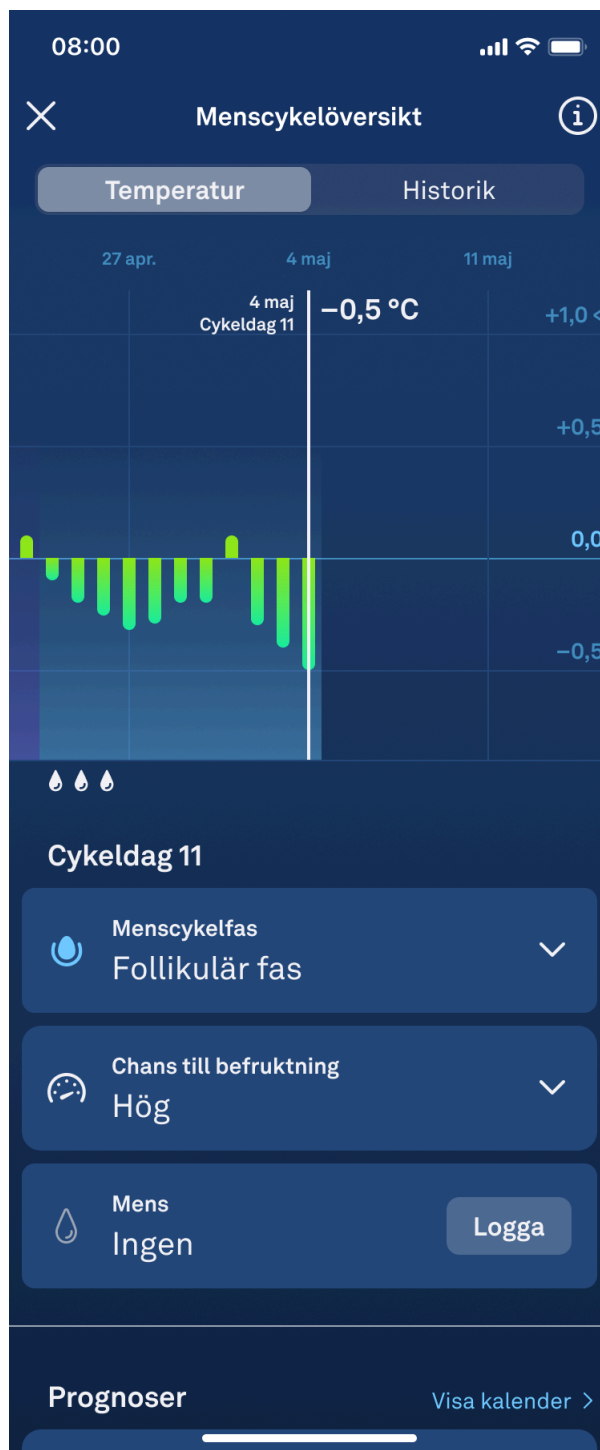 08:00
Menscykelöversikt
Temperatur
Historik
27 apr.
4 maj
11 maj
4 maj
Cykeldag 11
−0,5 °C
+1,0
+0,5
0,0
−0,5
Cykeldag 11
Menscykelfas
Follikulär fas
Chans till befruktning
Hög
Mens
Ingen
Logga
Prognoser
Visa kalender >